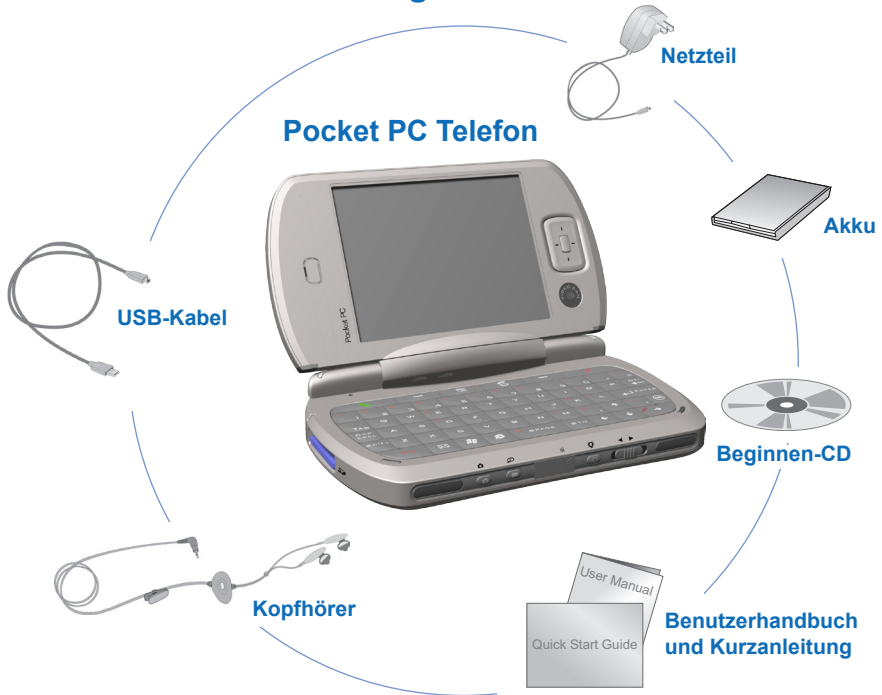 Netzteil
Pocket PC Telefon
Akku
USB-Kabel
Pocket PC
Beginnen-CD
Kopfhörer
User Manual
Quick Start Guide
Benutzerhandbuch
und Kurzanleitung